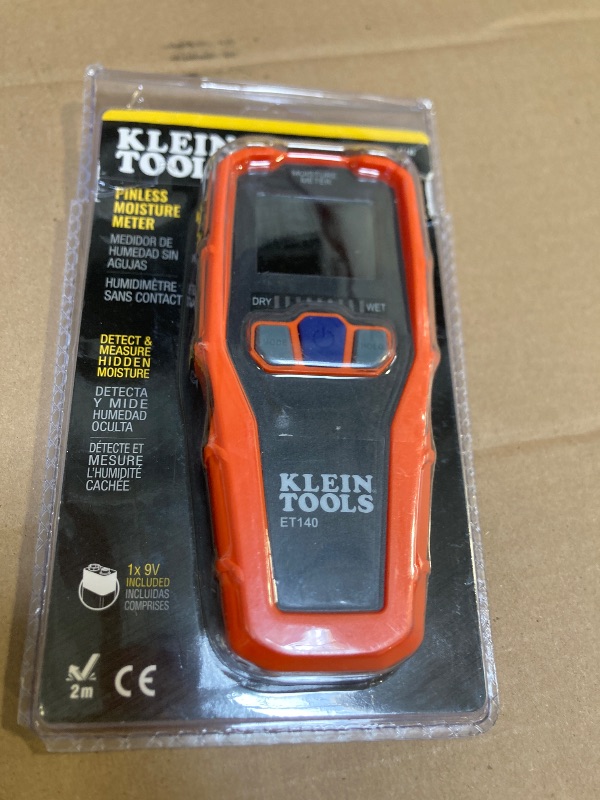 KLEIN
TOOLS
PINLESS
MOISTURE
METER
MEDIDOR DE
HUMEDAD SIN
AGUJAS
HUMIDIMÈTRE
SANS CONTACT
DETECT &
MEASURE
HIDDEN
MOISTURE
DETECTA
Y MIDE
HUMEDAD
OCULTA
DÉTECTE ET
MESURE
L'HUMIDITÉ
CACHÉE
1x 9V
INCLUDED
INCLUIDAS
COMPRISES
2m
CE
MOISTURE
METER
DRY
WET
KLEIN
TOOLS
ET140